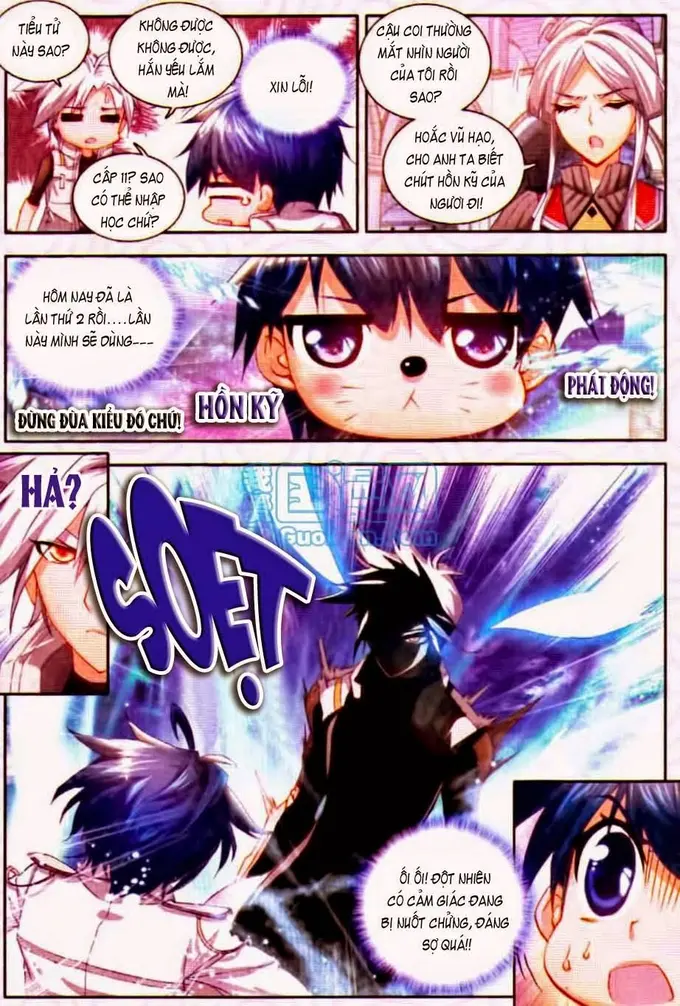 TIỂU TỬ
NÀY SAO?
KHÔNG ĐƯỢC
KHÔNG ĐƯỢC,
HẮN YẾU LẮM
MÀ!
XIN LỖI!
CẤP 11? SAO
CÓ THỂ NHẬP
HỌC CHỨ?
CẬU COI THƯỜNG
MẮT NHÌN NGƯỜI
CỦA TÔI RỒI
SAO?
HOẮC VŨ HẠO,
CHO ANH TA BIẾT
CHÚT HỒN KỸ CỦA
NGƯƠI ĐI!
HÔM NAY ĐÃ LÀ
LẦN THỨ 2 RỒI....LẦN
NÀY MÌNH SẼ DÙNG---
ĐỪNG ĐÙA KIỂU ĐÓ CHỨ!
HỒN KỸ
PHÁT ĐỘNG!
HẢ?
SOẸT
ỐI ỐI! ĐỘT NHIÊN
CÓ CẢM GIÁC ĐANG
BỊ NUỐT CHỬNG, ĐÁNG
SỢ QUÁ!!